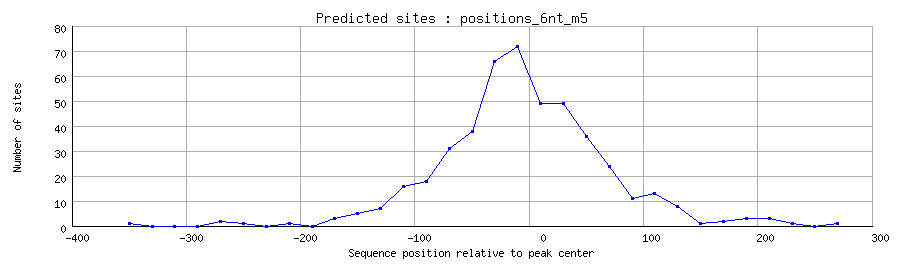 Predicted sites : positions_6nt_m5
80
70
60
50
40
30
20
10
0
Number of sites
-400 -300 -200 -100 0 100 200 300
Sequence position relative to peak center